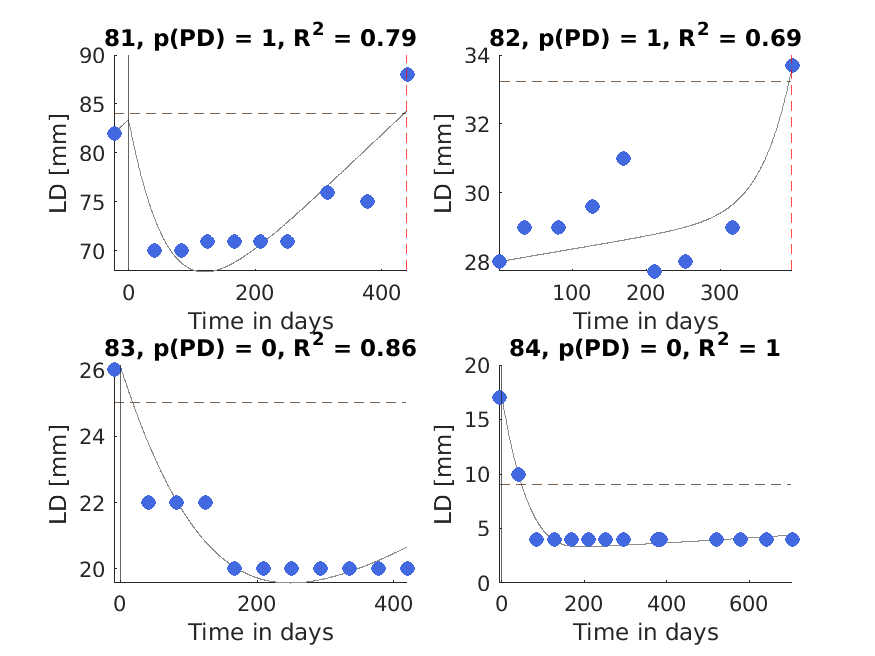 81, p(PD) = 1, R² = 0.79
90
85
80
75
70
LD [mm]
0 200 400
Time in days
82, p(PD) = 1, R² = 0.69
34
32
30
28
LD [mm]
100 200 300
Time in days
83, p(PD) = 0, R² = 0.86
26
24
22
20
LD [mm]
0 200 400
Time in days
84, p(PD) = 0, R² = 1
20
15
10
5
0
LD [mm]
0 200 400 600
Time in days